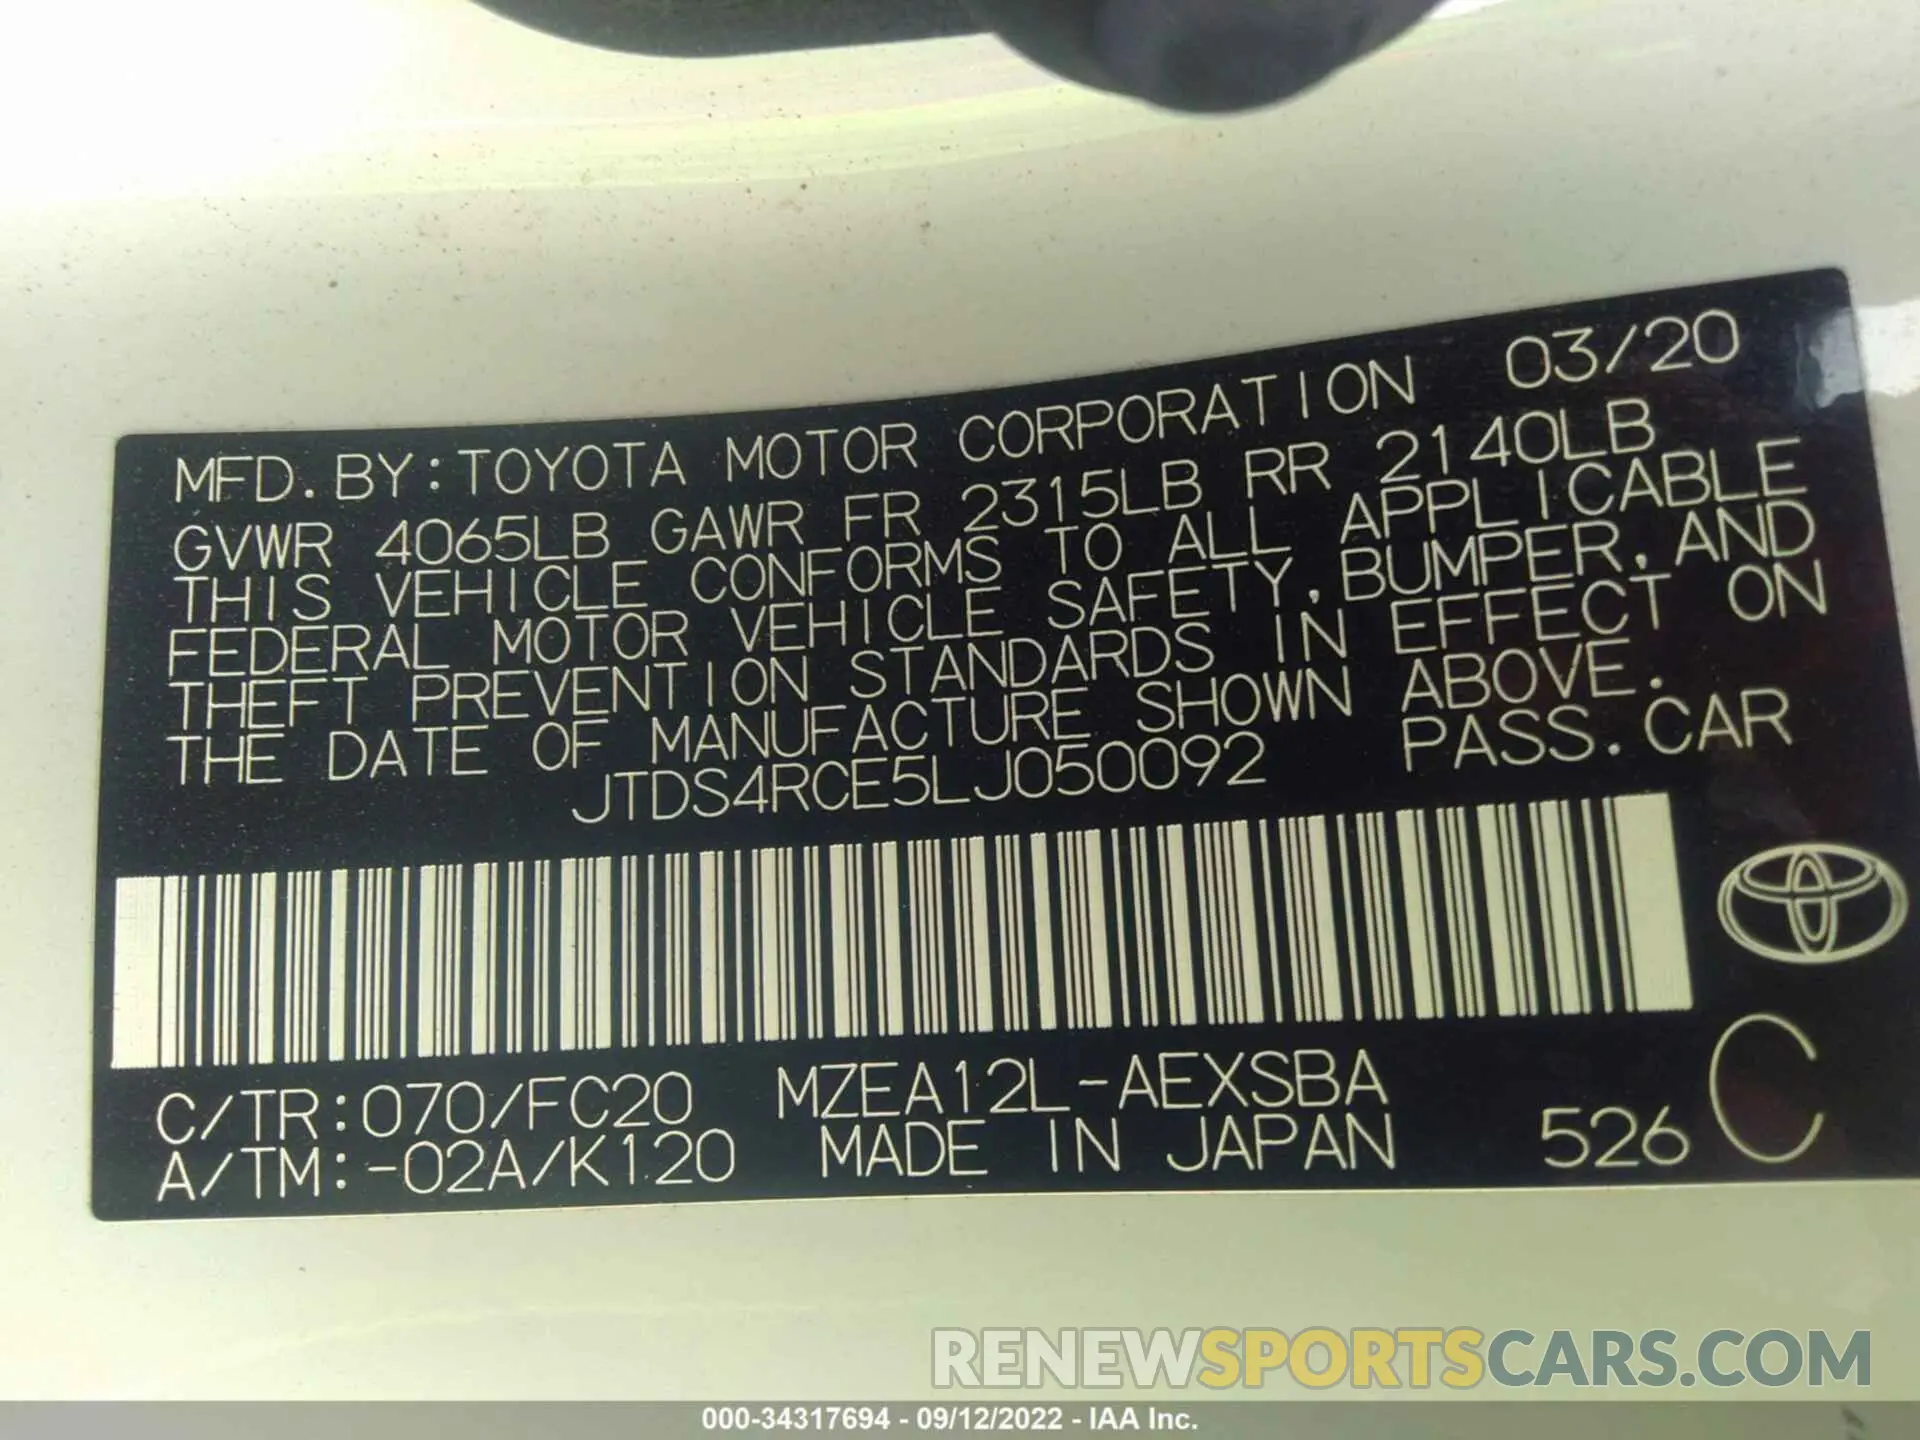 MFD. BY:TOYOTA MOTOR CORPORATION 03/20
GVWR 4065LB GAWR FR 2315LB RR 2140LB
THIS VEHICLE CONFORMS TO ALL APPLICABLE
FEDERAL MOTOR VEHICLE SAFETY, BUMPER, AND
THEFT PREVENTION STANDARDS IN EFFECT ON
THE DATE OF MANUFACTURE SHOWN ABOVE.
JTDS4RCE5LJ050092 PASS. CAR
C/TR:070/FC20 MZEA12L-AEXSBA
A/TM:-02A/K120 MADE IN JAPAN 526 C
RENEWSPORTSCARS.COM
000-34317694 - 09/12/2022 - IAA Inc.